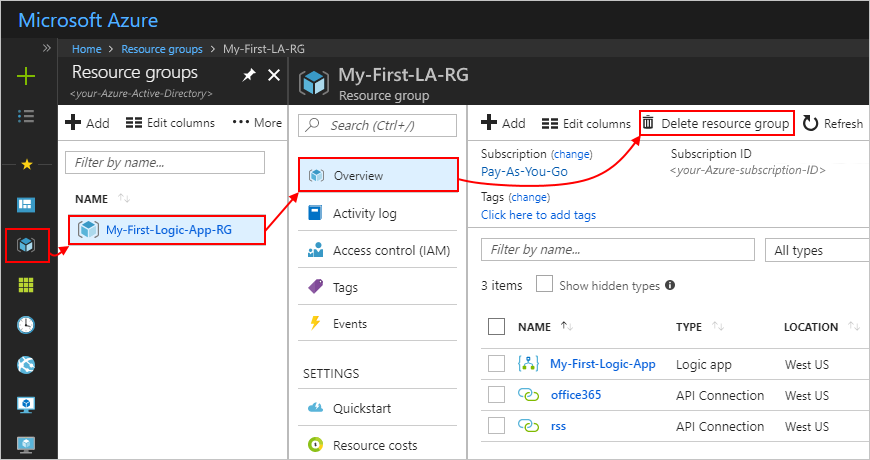 Microsoft Azure
Home > Resource groups > My-First-LA-RG
Resource groups
<your-Azure-Active-Directory>
Add
Edit columns
More
Filter by name...
NAME
My-First-Logic-App-RG
My-First-LA-RG
Resource group
Search (Ctrl+/)
Overview
Activity log
Access control (IAM)
Tags
Events
SETTINGS
Quickstart
Resource costs
Add
Edit columns
Delete resource group
Refresh
Subscription (change)
Pay-As-You-Go
Subscription ID
<your-Azure-subscription-ID>
Tags (change)
Click here to add tags
Filter by name...
All types
3 items
Show hidden types
NAME TYPE LOCATION
My-First-Logic-App Logic app West US
office365 API Connection West US
rss API Connection West US